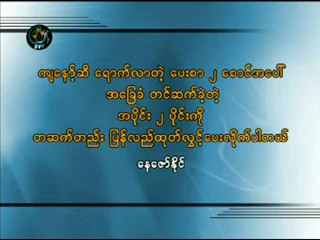 ကျနော့်ဆီ ရောက်လာတဲ့ ပေးစာ ၂ စောင်အပေါ်
အခြေခံ တင်ဆက်ခဲ့တဲ့
အပိုင်း ၂ ပိုင်းကို
တဆက်တည်း ပြန်လည်ထုတ်လွှင့်ပေးလိုက်ပါတယ်
နေဇော်နိုင်